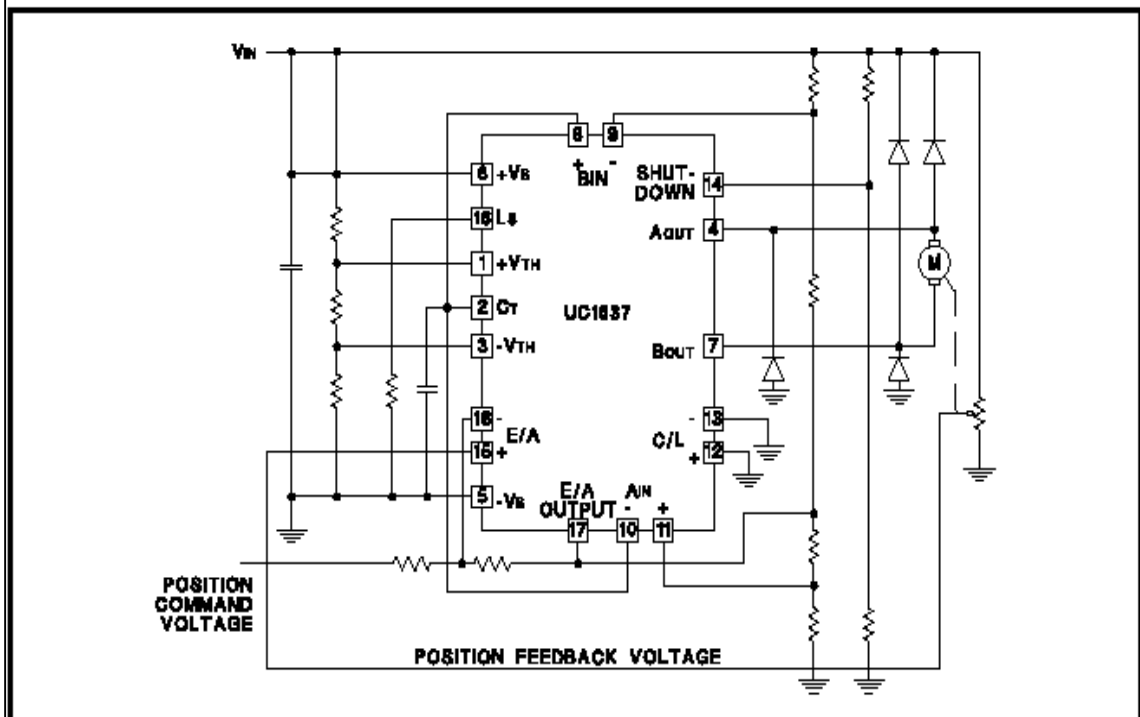 VIN
8 9
+ BIN -
6 +VS
SHUT-
DOWN 14
18 LS
AOUT 4
1 +VTH
M
2 CT
UC1637
-VTH
3
BOUT 7
16 -
E/A
15 +
- 13
C/L
+ 12
5 -VS
E/A
OUTPUT
AIN
- +
17 10 11
POSITION
COMMAND
VOLTAGE
POSITION FEEDBACK VOLTAGE